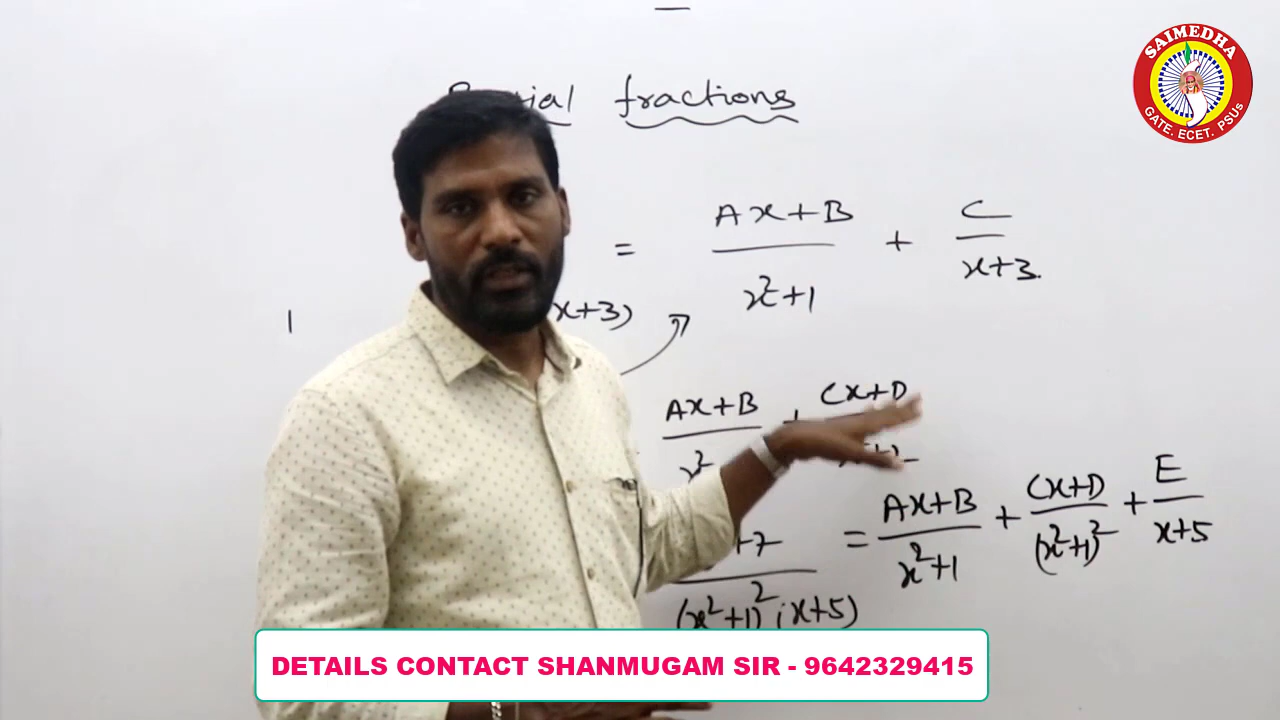 SAIMEDHA
GATE. ECET. PSUs
fractions
= Ax+B/x²+1 + C/x+3.
x+3)
Ax+B + Cx+D
x²
+7/(x²+1)²(x+5) = Ax+B/x²+1 + Cx+D/(x²+1)² + E/x+5
DETAILS CONTACT SHANMUGAM SIR - 9642329415